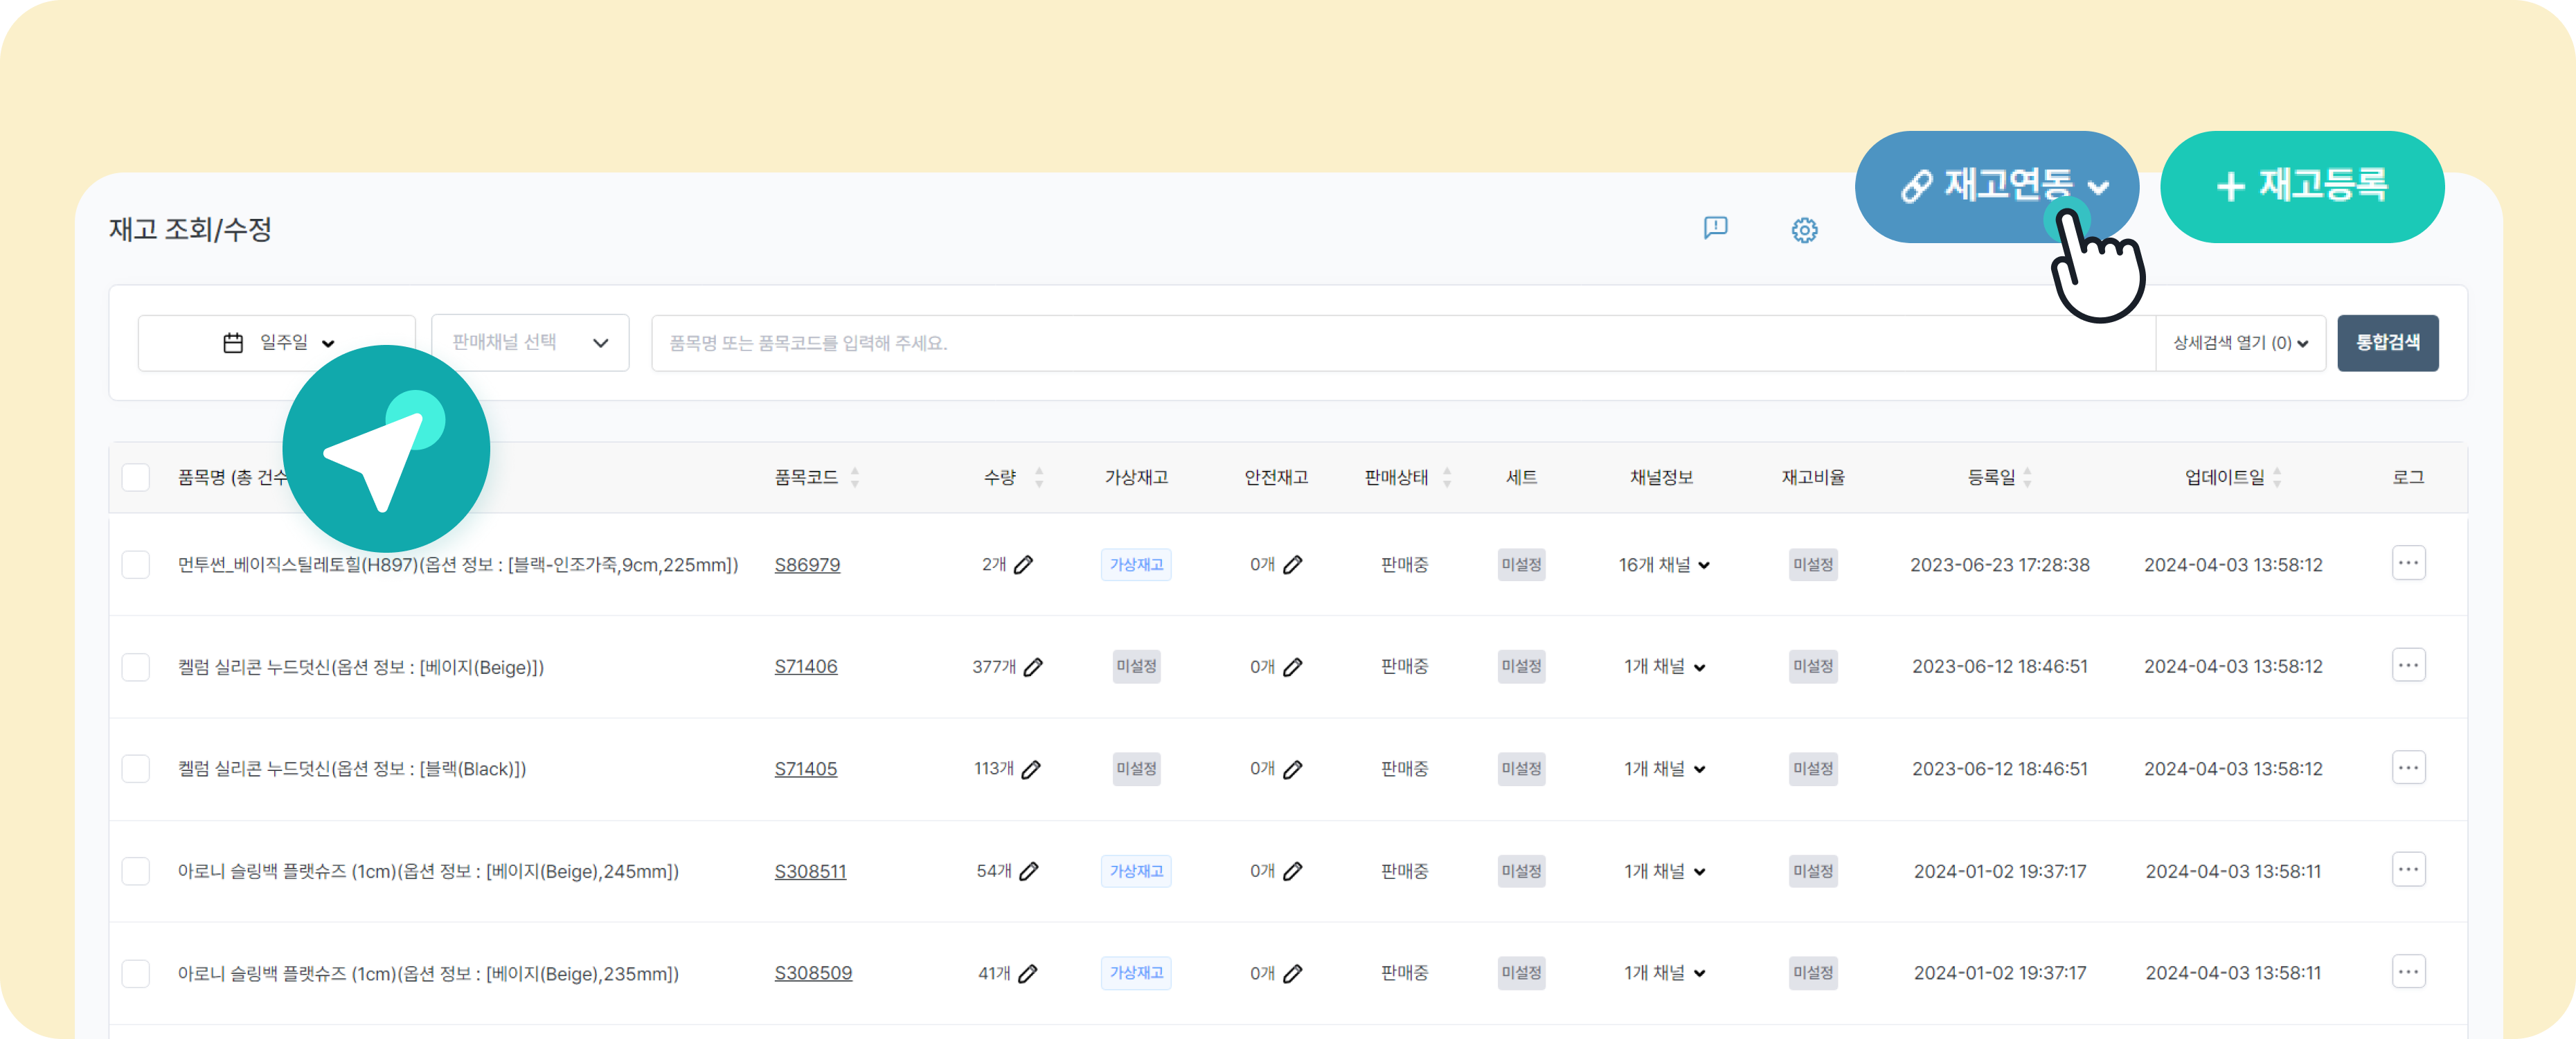 재고연동
+ 재고등록
재고 조회/수정
일주일
판매채널 선택
품목명 또는 품목코드를 입력해 주세요.
상세검색 열기 (0)
통합검색
품목명 (총 건수 품목코드 수량 가상재고 안전재고 판매상태 세트 채널정보 재고비율 등록일 업데이트일 로그
먼투썬_베이직스틸레토힐(H897)(옵션 정보 : [블랙-인조가죽,9cm,225mm]) S86979 2개 가상재고 0개 판매중 미설정 16개 채널 미설정 2023-06-23 17:28:38 2024-04-03 13:58:12
켈럼 실리콘 누드덧신(옵션 정보 : [베이지(Beige)]) S71406 377개 미설정 0개 판매중 미설정 1개 채널 미설정 2023-06-12 18:46:51 2024-04-03 13:58:12
켈럼 실리콘 누드덧신(옵션 정보 : [블랙(Black)]) S71405 113개 미설정 0개 판매중 미설정 1개 채널 미설정 2023-06-12 18:46:51 2024-04-03 13:58:12
아로니 슬링백 플랫슈즈 (1cm)(옵션 정보 : [베이지(Beige),245mm]) S308511 54개 가상재고 0개 판매중 미설정 1개 채널 미설정 2024-01-02 19:37:17 2024-04-03 13:58:11
아로니 슬링백 플랫슈즈 (1cm)(옵션 정보 : [베이지(Beige),235mm]) S308509 41개 가상재고 0개 판매중 미설정 1개 채널 미설정 2024-01-02 19:37:17 2024-04-03 13:58:11